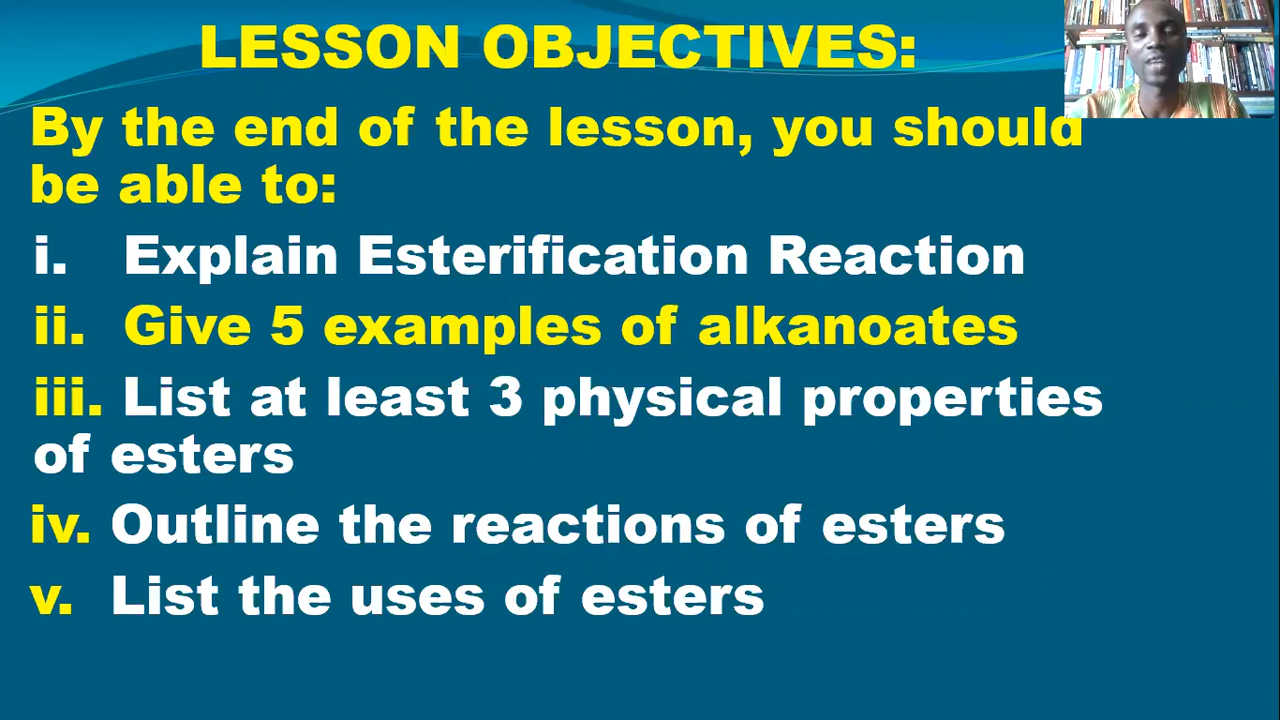 LESSON OBJECTIVES:
By the end of the lesson, you should
be able to:
i. Explain Esterification Reaction
ii. Give 5 examples of alkanoates
iii. List at least 3 physical properties
of esters
iv. Outline the reactions of esters
v. List the uses of esters